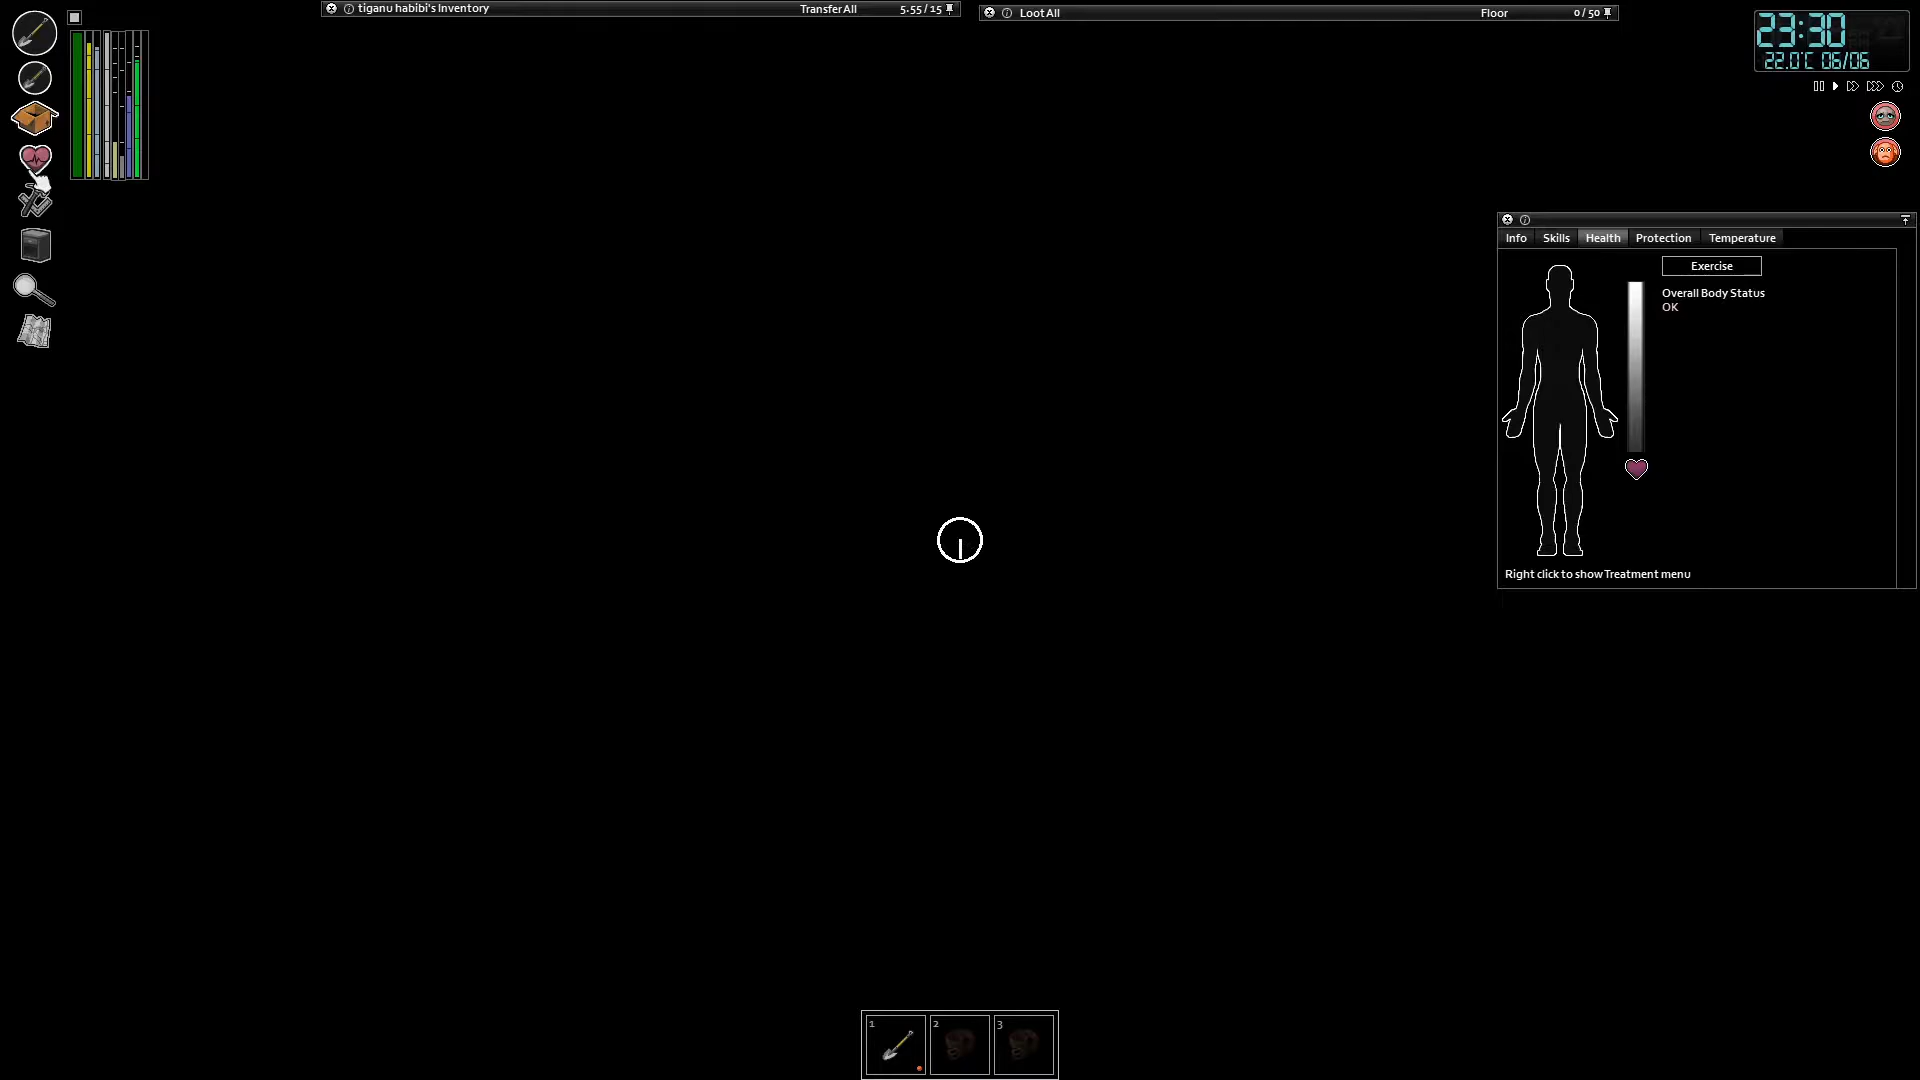 tiganu habibi's Inventory
Transfer All
5.55 / 15
Loot All
Floor
0 / 50
23:30
22.0°C 06/06
Info
Skills
Health
Protection
Temperature
Exercise
Overall Body Status
OK
Right click to show Treatment menu
1
2
3